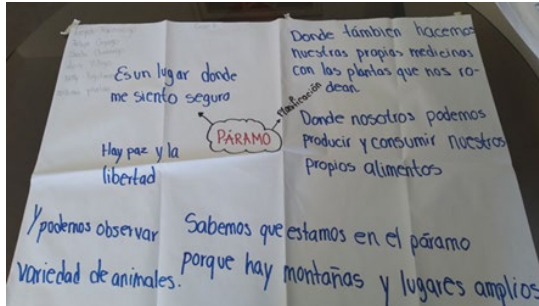 Es un lugar donde
me siento seguro
Donde támbien hacemos
nuestras propias medicinas
con las plantas que nos ro-
dean
Planificación
PÁRAMO
Donde nosotros podemos
producir y consumir nuestros
propios alimentos
Hay paz y la
libertad
Y podemos observar
variedad de animales.
Sabemos que estamos en el páramo
porque hay montañas y lugares amplios